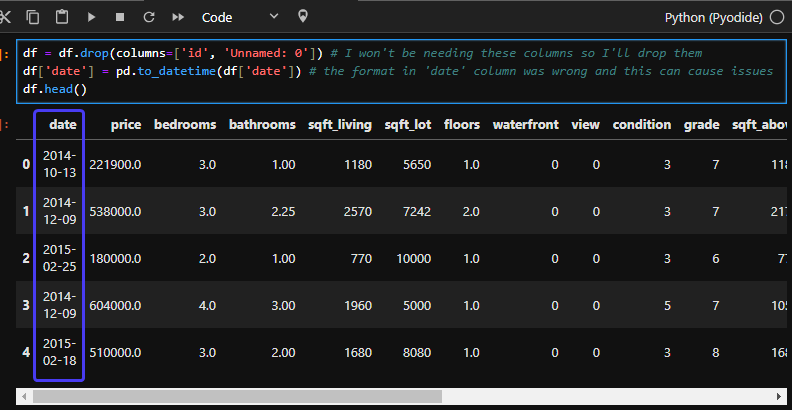 Code
Python (Pyodide)
df = df.drop(columns=['id', 'Unnamed: 0']) # I won't be needing these columns so I'll drop them
df['date'] = pd.to_datetime(df['date']) # the format in 'date' column was wrong and this can cause issues
df.head()
date price bedrooms bathrooms sqft_living sqft_lot floors waterfront view condition grade sqft_abov
0 2014-10-13 221900.0 3.0 1.00 1180 5650 1.0 0 0 3 7 118
1 2014-12-09 538000.0 3.0 2.25 2570 7242 2.0 0 0 3 7 217
2 2015-02-25 180000.0 2.0 1.00 770 10000 1.0 0 0 3 6 77
3 2014-12-09 604000.0 4.0 3.00 1960 5000 1.0 0 0 5 7 105
4 2015-02-18 510000.0 3.0 2.00 1680 8080 1.0 0 0 3 8 168